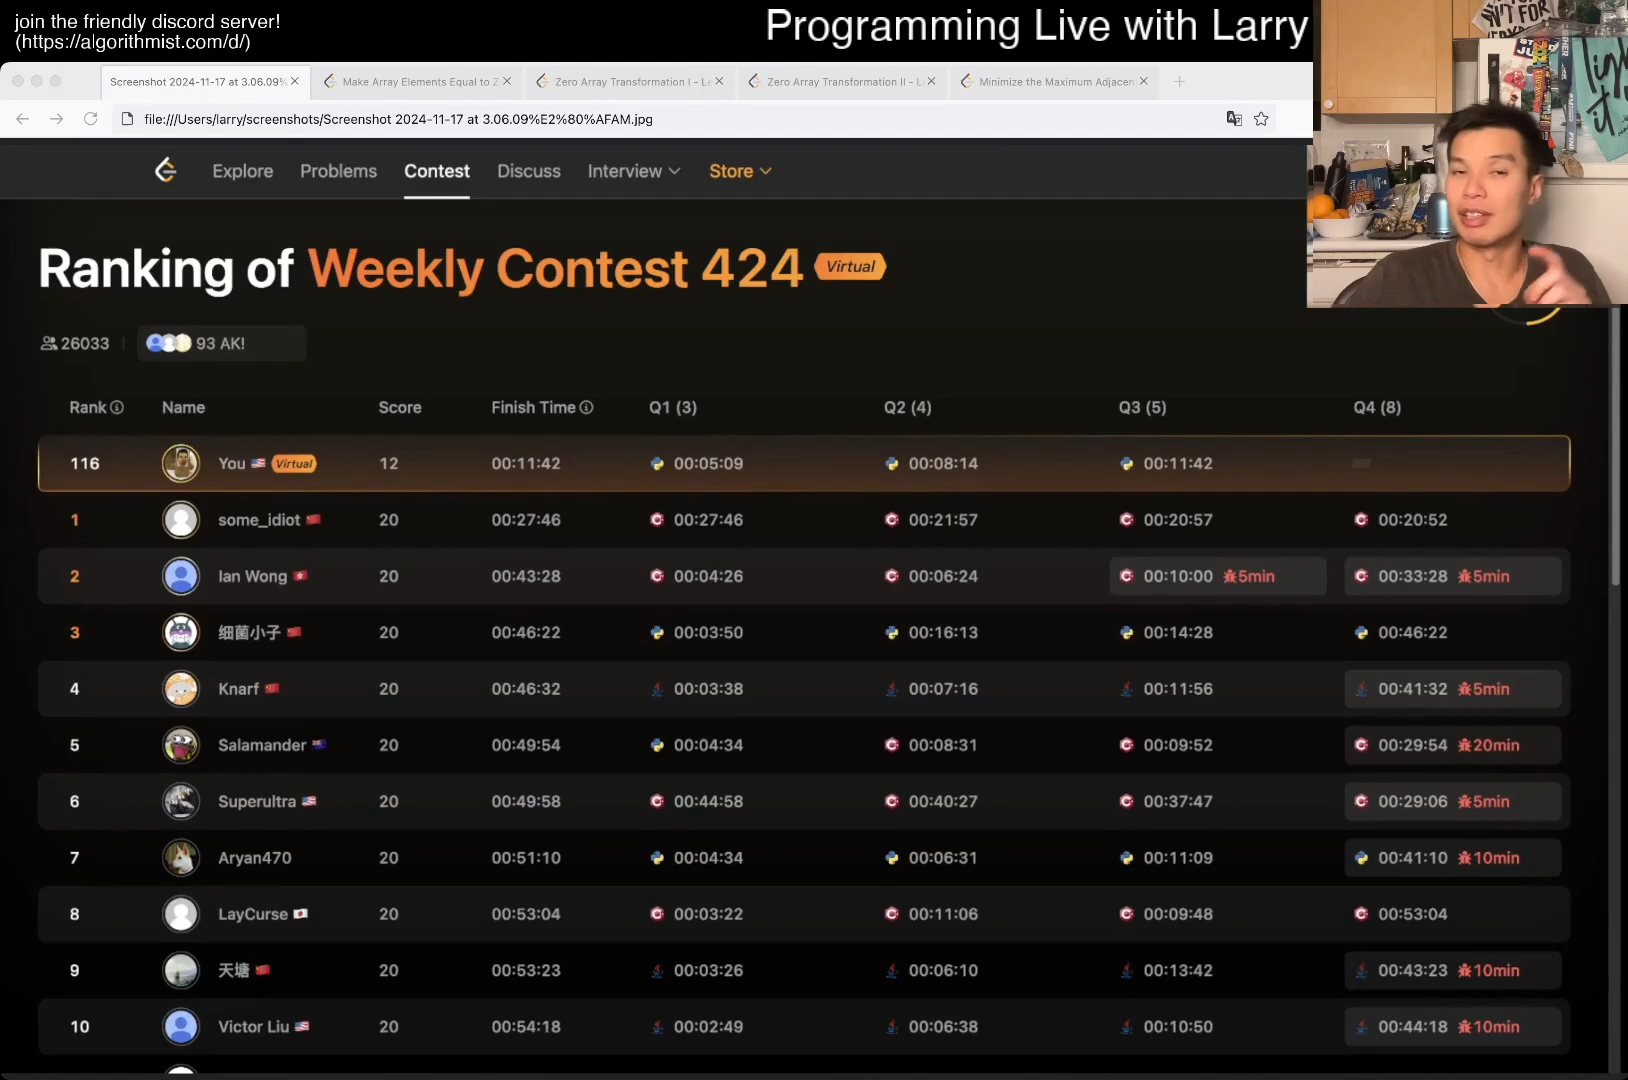 join the friendly discord server!
(https://algorithmist.com/d/)
Programming Live with Larry
Screenshot 2024-11-17 at 3.06.09%
Make Array Elements Equal to Z
Zero Array Transformation I - Le
Zero Array Transformation II - L
Minimize the Maximum Adjacen
file:///Users/larry/screenshots/Screenshot 2024-11-17 at 3.06.09%E2%80%AFAM.jpg
Explore Problems Contest Discuss Interview Store
Ranking of Weekly Contest 424 Virtual
26033 93 AK!
Rank Name Score Finish Time Q1 (3) Q2 (4) Q3 (5) Q4 (8)
116 You Virtual 12 00:11:42 00:05:09 00:08:14 00:11:42
1 some_idiot 20 00:27:46 00:27:46 00:21:57 00:20:57 00:20:52
2 Ian Wong 20 00:43:28 00:04:26 00:06:24 00:10:00 5min 00:33:28 5min
3 细菌小子 20 00:46:22 00:03:50 00:16:13 00:14:28 00:46:22
4 Knarf 20 00:46:32 00:03:38 00:07:16 00:11:56 00:41:32 5min
5 Salamander 20 00:49:54 00:04:34 00:08:31 00:09:52 00:29:54 20min
6 Superultra 20 00:49:58 00:44:58 00:40:27 00:37:47 00:29:06 5min
7 Aryan470 20 00:51:10 00:04:34 00:06:31 00:11:09 00:41:10 10min
8 LayCurse 20 00:53:04 00:03:22 00:11:06 00:09:48 00:53:04
9 天塘 20 00:53:23 00:03:26 00:06:10 00:13:42 00:43:23 10min
10 Victor Liu 20 00:54:18 00:02:49 00:06:38 00:10:50 00:44:18 10min